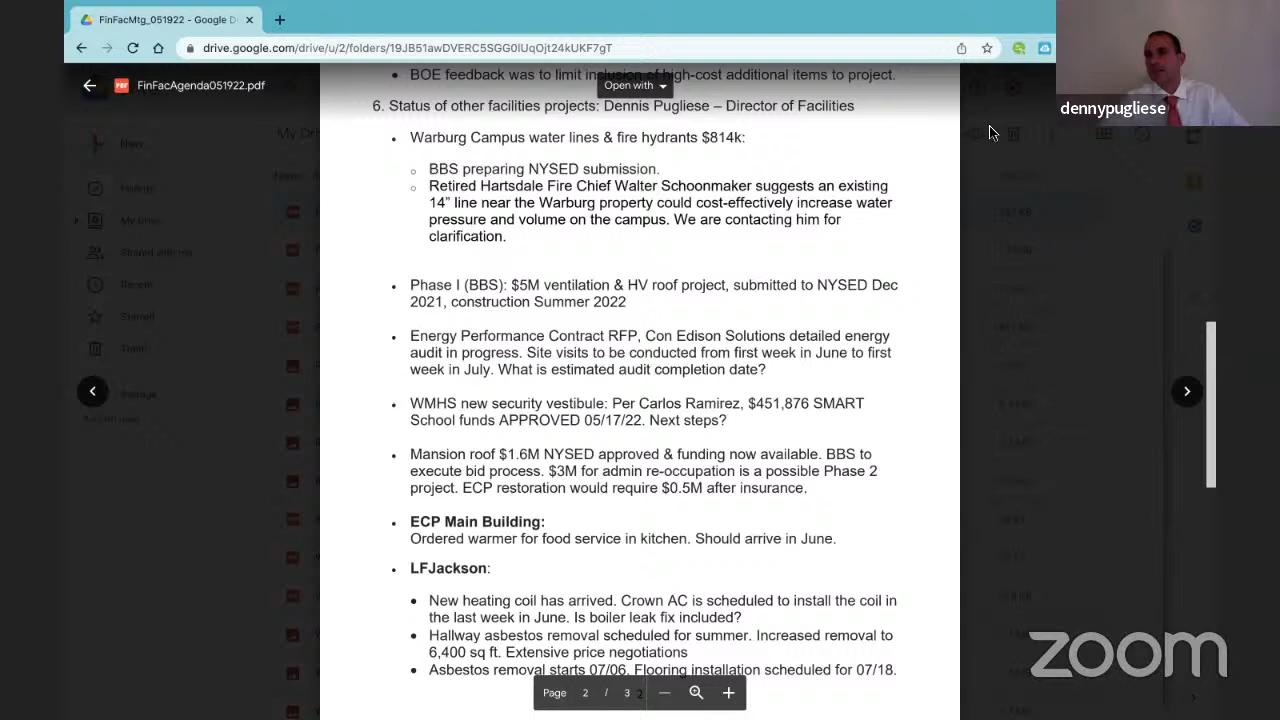 FinFacMtg_051922 - Google D
drive.google.com/drive/u/2/folders/19JB51awDVERC5SGG0lUqOjt24kUKF7gT
FinFacAgenda051922.pdf
Open with
dennypugliese
• BOE feedback was to limit inclusion of high-cost additional items to project.
6. Status of other facilities projects: Dennis Pugliese – Director of Facilities
• Warburg Campus water lines & fire hydrants $814k:
○ BBS preparing NYSED submission.
○ Retired Hartsdale Fire Chief Walter Schoonmaker suggests an existing
14” line near the Warburg property could cost-effectively increase water
pressure and volume on the campus. We are contacting him for
clarification.
• Phase I (BBS): $5M ventilation & HV roof project, submitted to NYSED Dec
2021, construction Summer 2022
• Energy Performance Contract RFP, Con Edison Solutions detailed energy
audit in progress. Site visits to be conducted from first week in June to first
week in July. What is estimated audit completion date?
• WMHS new security vestibule: Per Carlos Ramirez, $451,876 SMART
School funds APPROVED 05/17/22. Next steps?
• Mansion roof $1.6M NYSED approved & funding now available. BBS to
execute bid process. $3M for admin re-occupation is a possible Phase 2
project. ECP restoration would require $0.5M after insurance.
• ECP Main Building:
Ordered warmer for food service in kitchen. Should arrive in June.
• LFJackson:
• New heating coil has arrived. Crown AC is scheduled to install the coil in
the last week in June. Is boiler leak fix included?
• Hallway asbestos removal scheduled for summer. Increased removal to
6,400 sq ft. Extensive price negotiations
• Asbestos removal starts 07/06. Flooring installation scheduled for 07/18.
Page 2 / 3
Shared with me
Recent
Starred
Trash
Storage
zoom